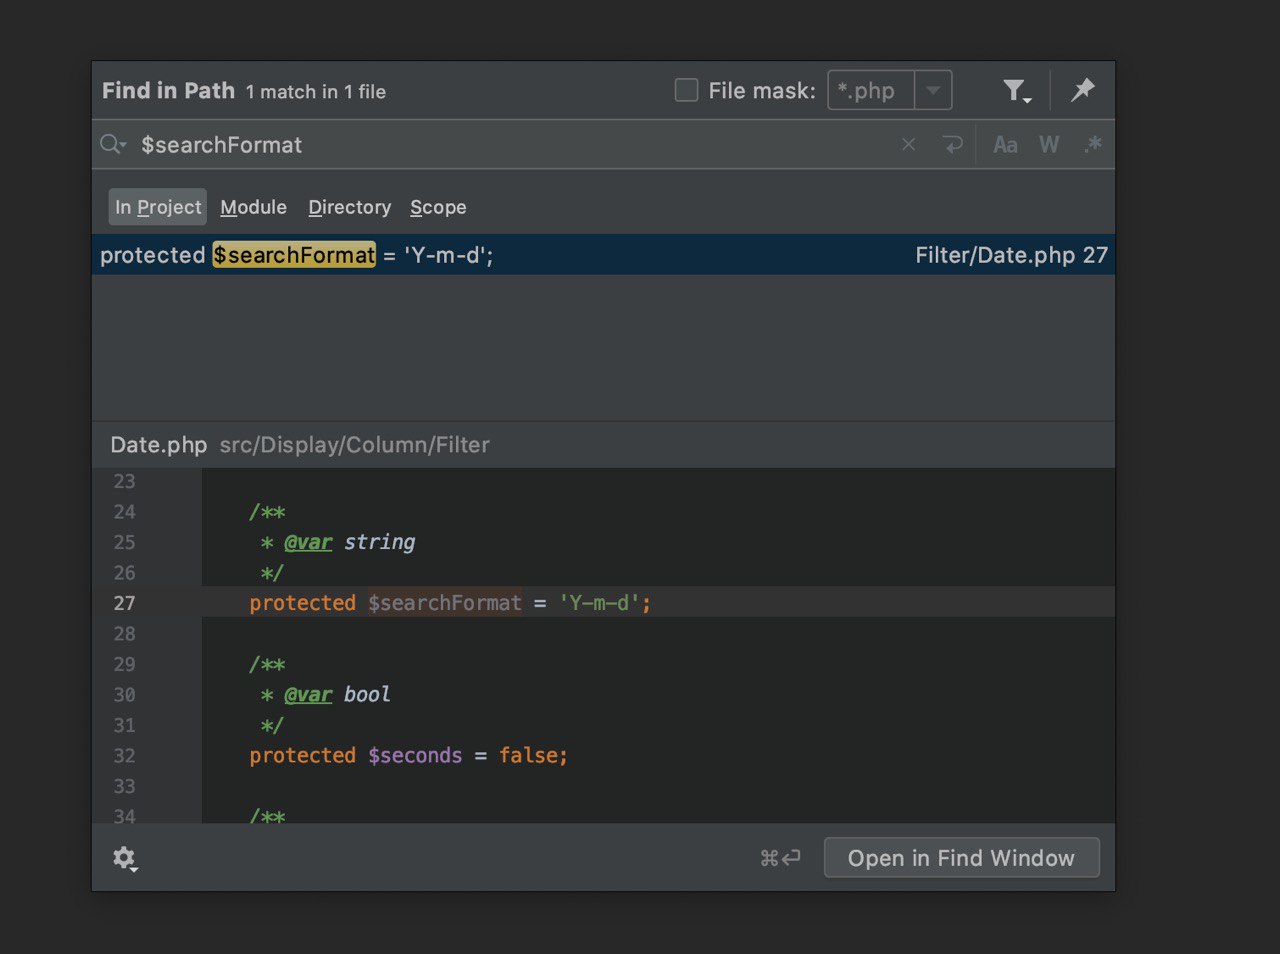 Find in Path 1 match in 1 file File mask: *.php
$searchFormat Aa W .*
In Project Module Directory Scope
protected $searchFormat = 'Y-m-d'; Filter/Date.php 27
Date.php src/Display/Column/Filter
23
24 /**
25 * @var string
26 */
27 protected $searchFormat = 'Y-m-d';
28
29 /**
30 * @var bool
31 */
32 protected $seconds = false;
33
34 /**
⌘↩ Open in Find Window